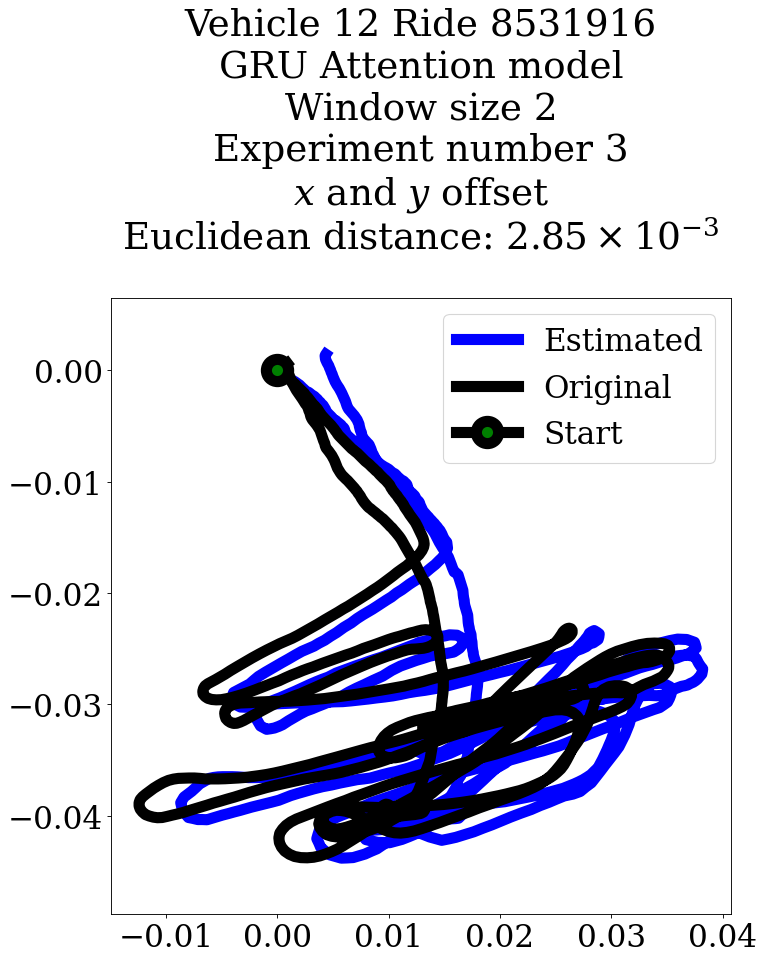 Vehicle 12 Ride 8531916
GRU Attention model
Window size 2
Experiment number 3
x and y offset
Euclidean distance: 2.85 × 10⁻³
Estimated
Original
Start
0.00
−0.01
−0.02
−0.03
−0.04
−0.01 0.00 0.01 0.02 0.03 0.04